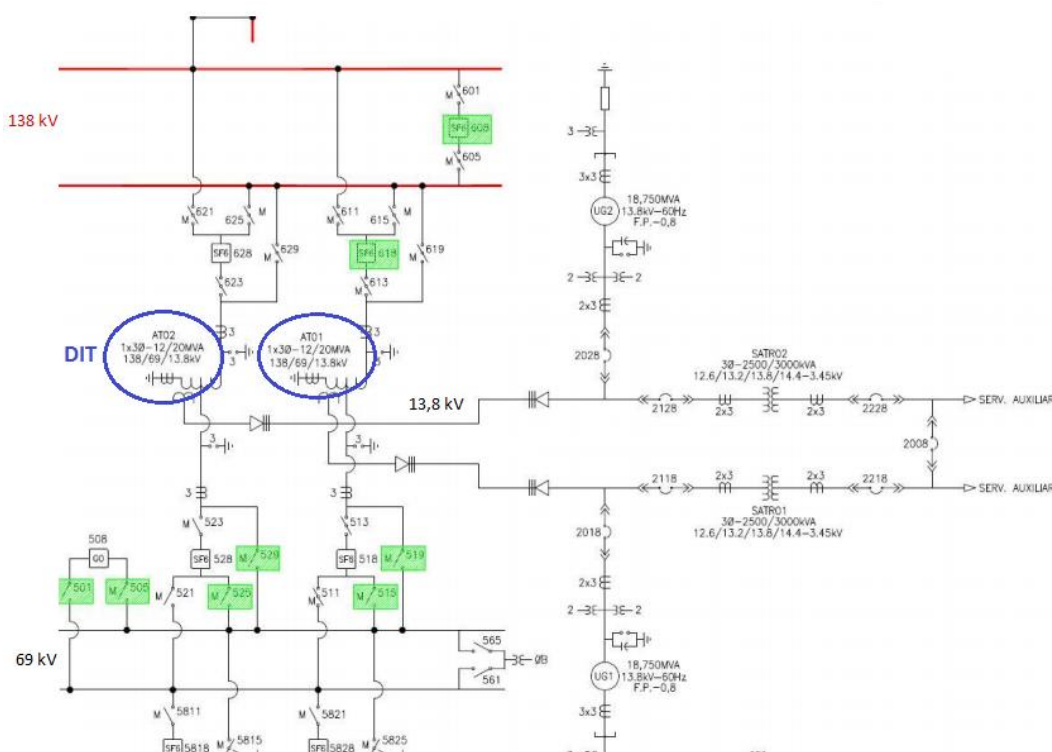 138 kV
M 601
SF6 608
M 605
3
3x3
UG2
18,750MVA
13.8kV-60Hz
F.P.-0,8
621
M
625
M
SF6 628
M 629
M 623
611
M
615
M
SF6 618
M 619
M 613
2
2
2x3
2028
DIT
AT02
1x3Ø-12/20MVA
138/69/13.8kV
3
3
AT01
1x3Ø-12/20MVA
138/69/13.8kV
3
3
13,8 kV
SATR02
3Ø-2500/3000kVA
12.6/13.2/13.8/14.4-3.45kV
2128
2x3
2x3
2228
SERV. AUXILIAR
2008
3
3
2118
2x3
2x3
2218
SERV. AUXILIAR
SATR01
3Ø-2500/3000kVA
12.6/13.2/13.8/14.4-3.45kV
2018
3
3
M 523
513
508
GO
SF6 528
M 529
SF6 518
M 519
501
M 505
M 521
M 525
M 511
M 515
2x3
2
2
69 kV
565
561
ØB
UG1
18,750MVA
13.8kV-60Hz
F.P.-0,8
3x3
M 5811
M 5821
SF6 5818
M 5815
SF6 5828
M 5825